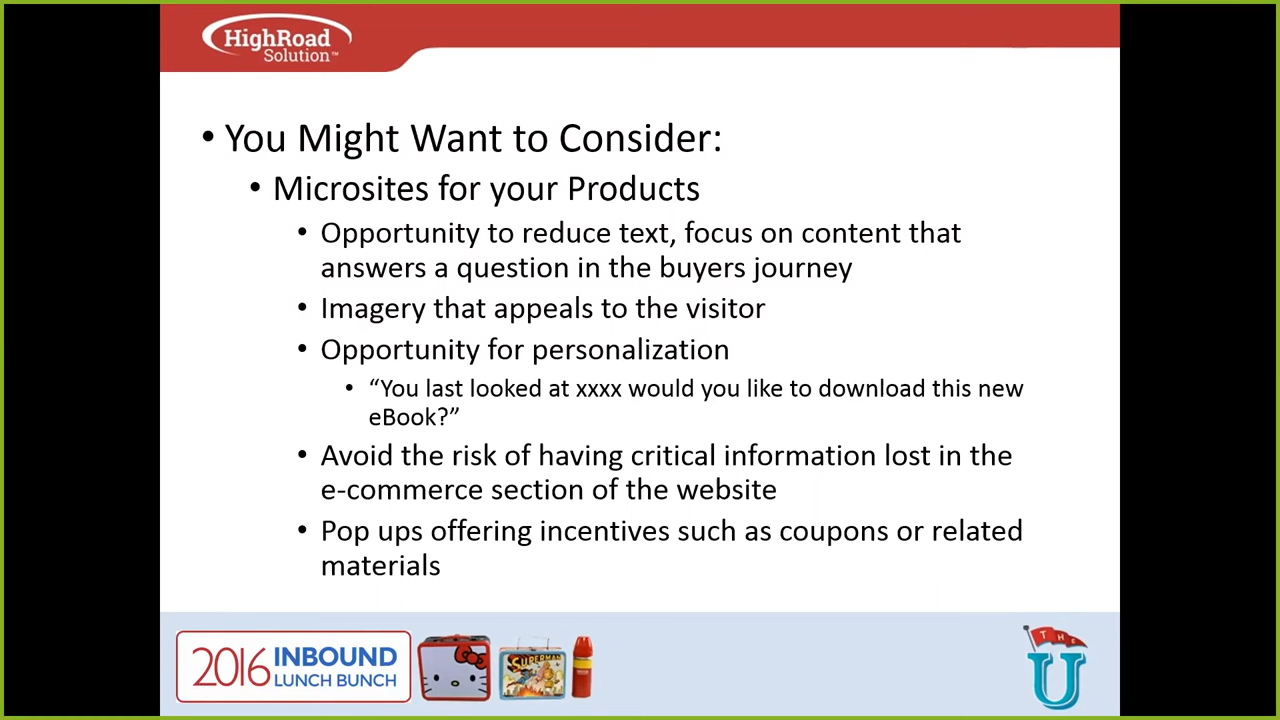 HighRoad
Solution™
• You Might Want to Consider:
• Microsites for your Products
• Opportunity to reduce text, focus on content that
answers a question in the buyers journey
• Imagery that appeals to the visitor
• Opportunity for personalization
• “You last looked at xxxx would you like to download this new
eBook?”
• Avoid the risk of having critical information lost in the
e-commerce section of the website
• Pop ups offering incentives such as coupons or related
materials
2016 INBOUND
LUNCH BUNCH
SUPERMAN
THE
U